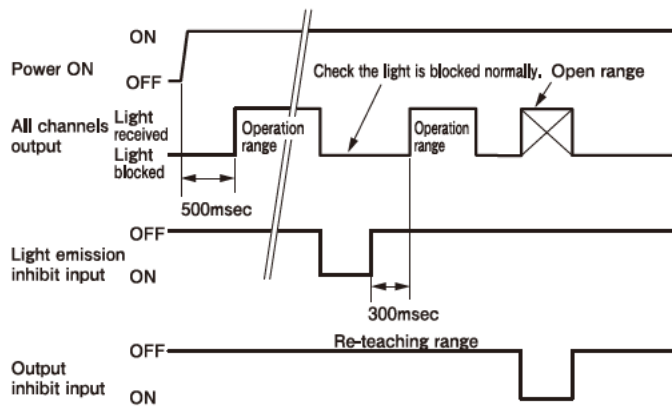 ON
Power ON
OFF
Check the light is blocked normally.
Open range
All channels
output
Light
received
Light
blocked
Operation
range
Operation
range
500msec
Light emission
inhibit input
OFF
ON
300msec
Re-teaching range
Output
inhibit input
OFF
ON